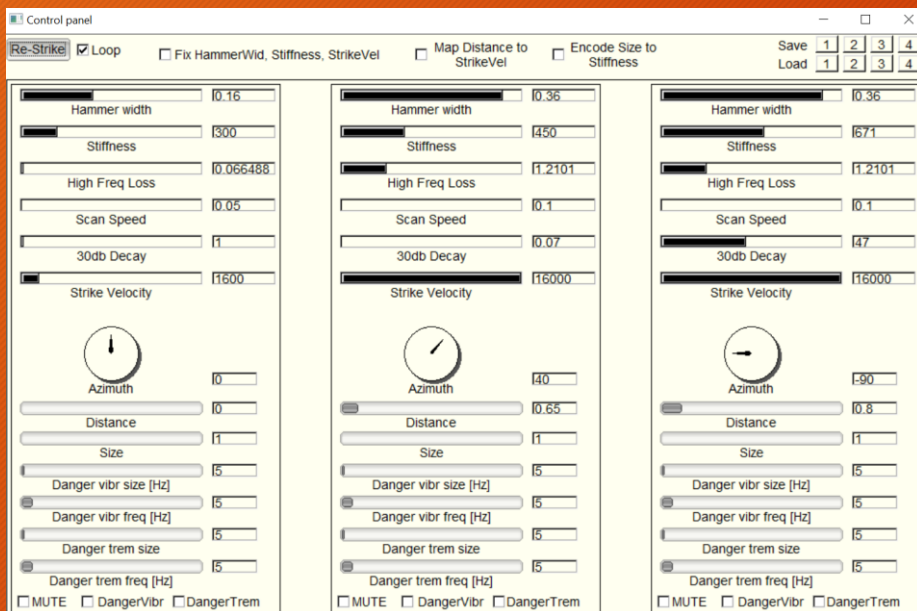 Control panel
Re-Strike Loop Fix HammerWid, Stiffness, StrikeVel Map Distance to StrikeVel Encode Size to Stiffness
Save 1 2 3 4
Load 1 2 3 4
0.16
Hammer width
300
Stiffness
0.066488
High Freq Loss
0.05
Scan Speed
1
30db Decay
1600
Strike Velocity
Azimuth
0
0
Distance
1
Size
5
Danger vibr size [Hz]
5
Danger vibr freq [Hz]
5
Danger trem size
5
Danger trem freq [Hz]
MUTE DangerVibr DangerTrem
0.36
Hammer width
450
Stiffness
1.2101
High Freq Loss
0.1
Scan Speed
0.07
30db Decay
16000
Strike Velocity
Azimuth
40
0.65
Distance
1
Size
5
Danger vibr size [Hz]
5
Danger vibr freq [Hz]
5
Danger trem size
5
Danger trem freq [Hz]
MUTE DangerVibr DangerTrem
0.36
Hammer width
671
Stiffness
1.2101
High Freq Loss
0.1
Scan Speed
47
30db Decay
16000
Strike Velocity
Azimuth
-90
0.8
Distance
1
Size
5
Danger vibr size [Hz]
5
Danger vibr freq [Hz]
5
Danger trem size
5
Danger trem freq [Hz]
MUTE DangerVibr DangerTrem